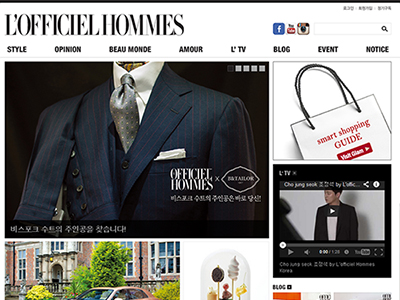 로그인 | 회원가입 | 정기구독
L'OFFICIEL HOMMES
STYLE OPINION BEAU MONDE AMOUR L' TV BLOG EVENT NOTICE
smart shopping
GUIDE
Visit Glam
L'OFFICIEL HOMMES × B&TAILOR
비스포크 수트의 주인공은 바로 당신!
비스포크 수트의 주인공을 찾습니다!
L' TV
Cho jung seok 조정석 by L'offic...
0:00 / 1:28
Cho jung seok 조정석 by L'officiel Hommes
Korea
BLOG